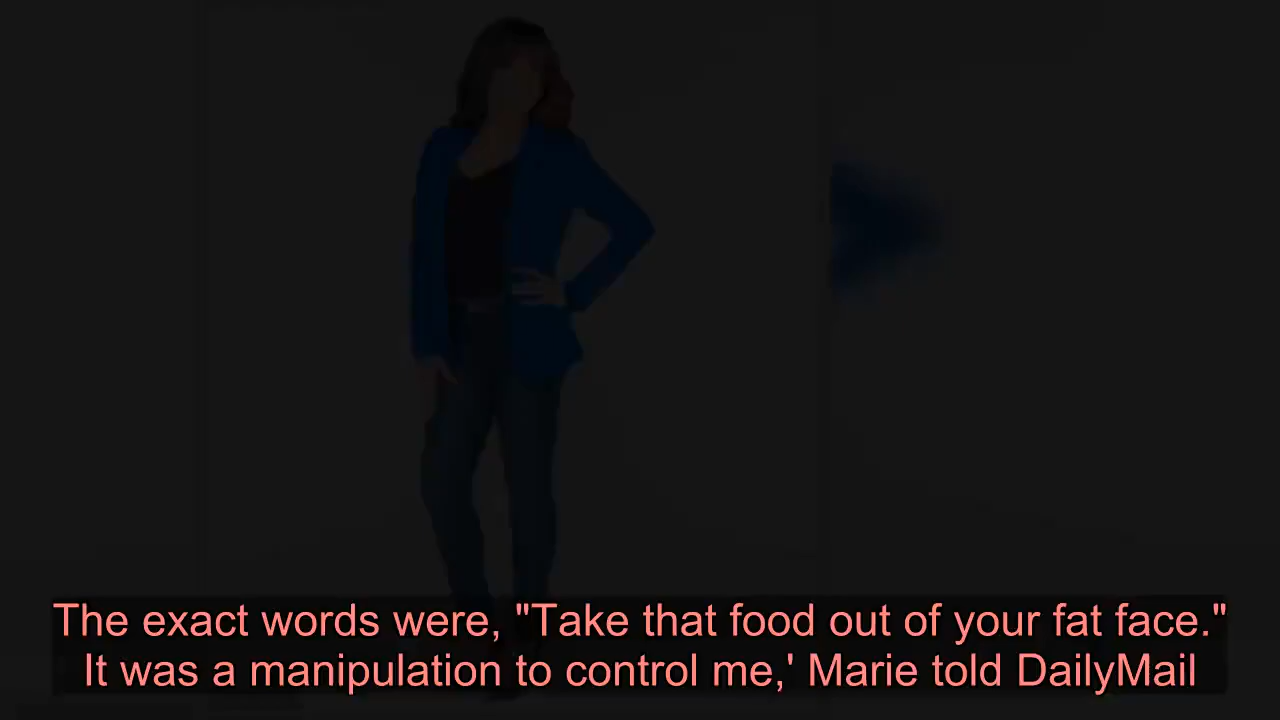 The exact words were, "Take that food out of your fat face."
It was a manipulation to control me,' Marie told DailyMail